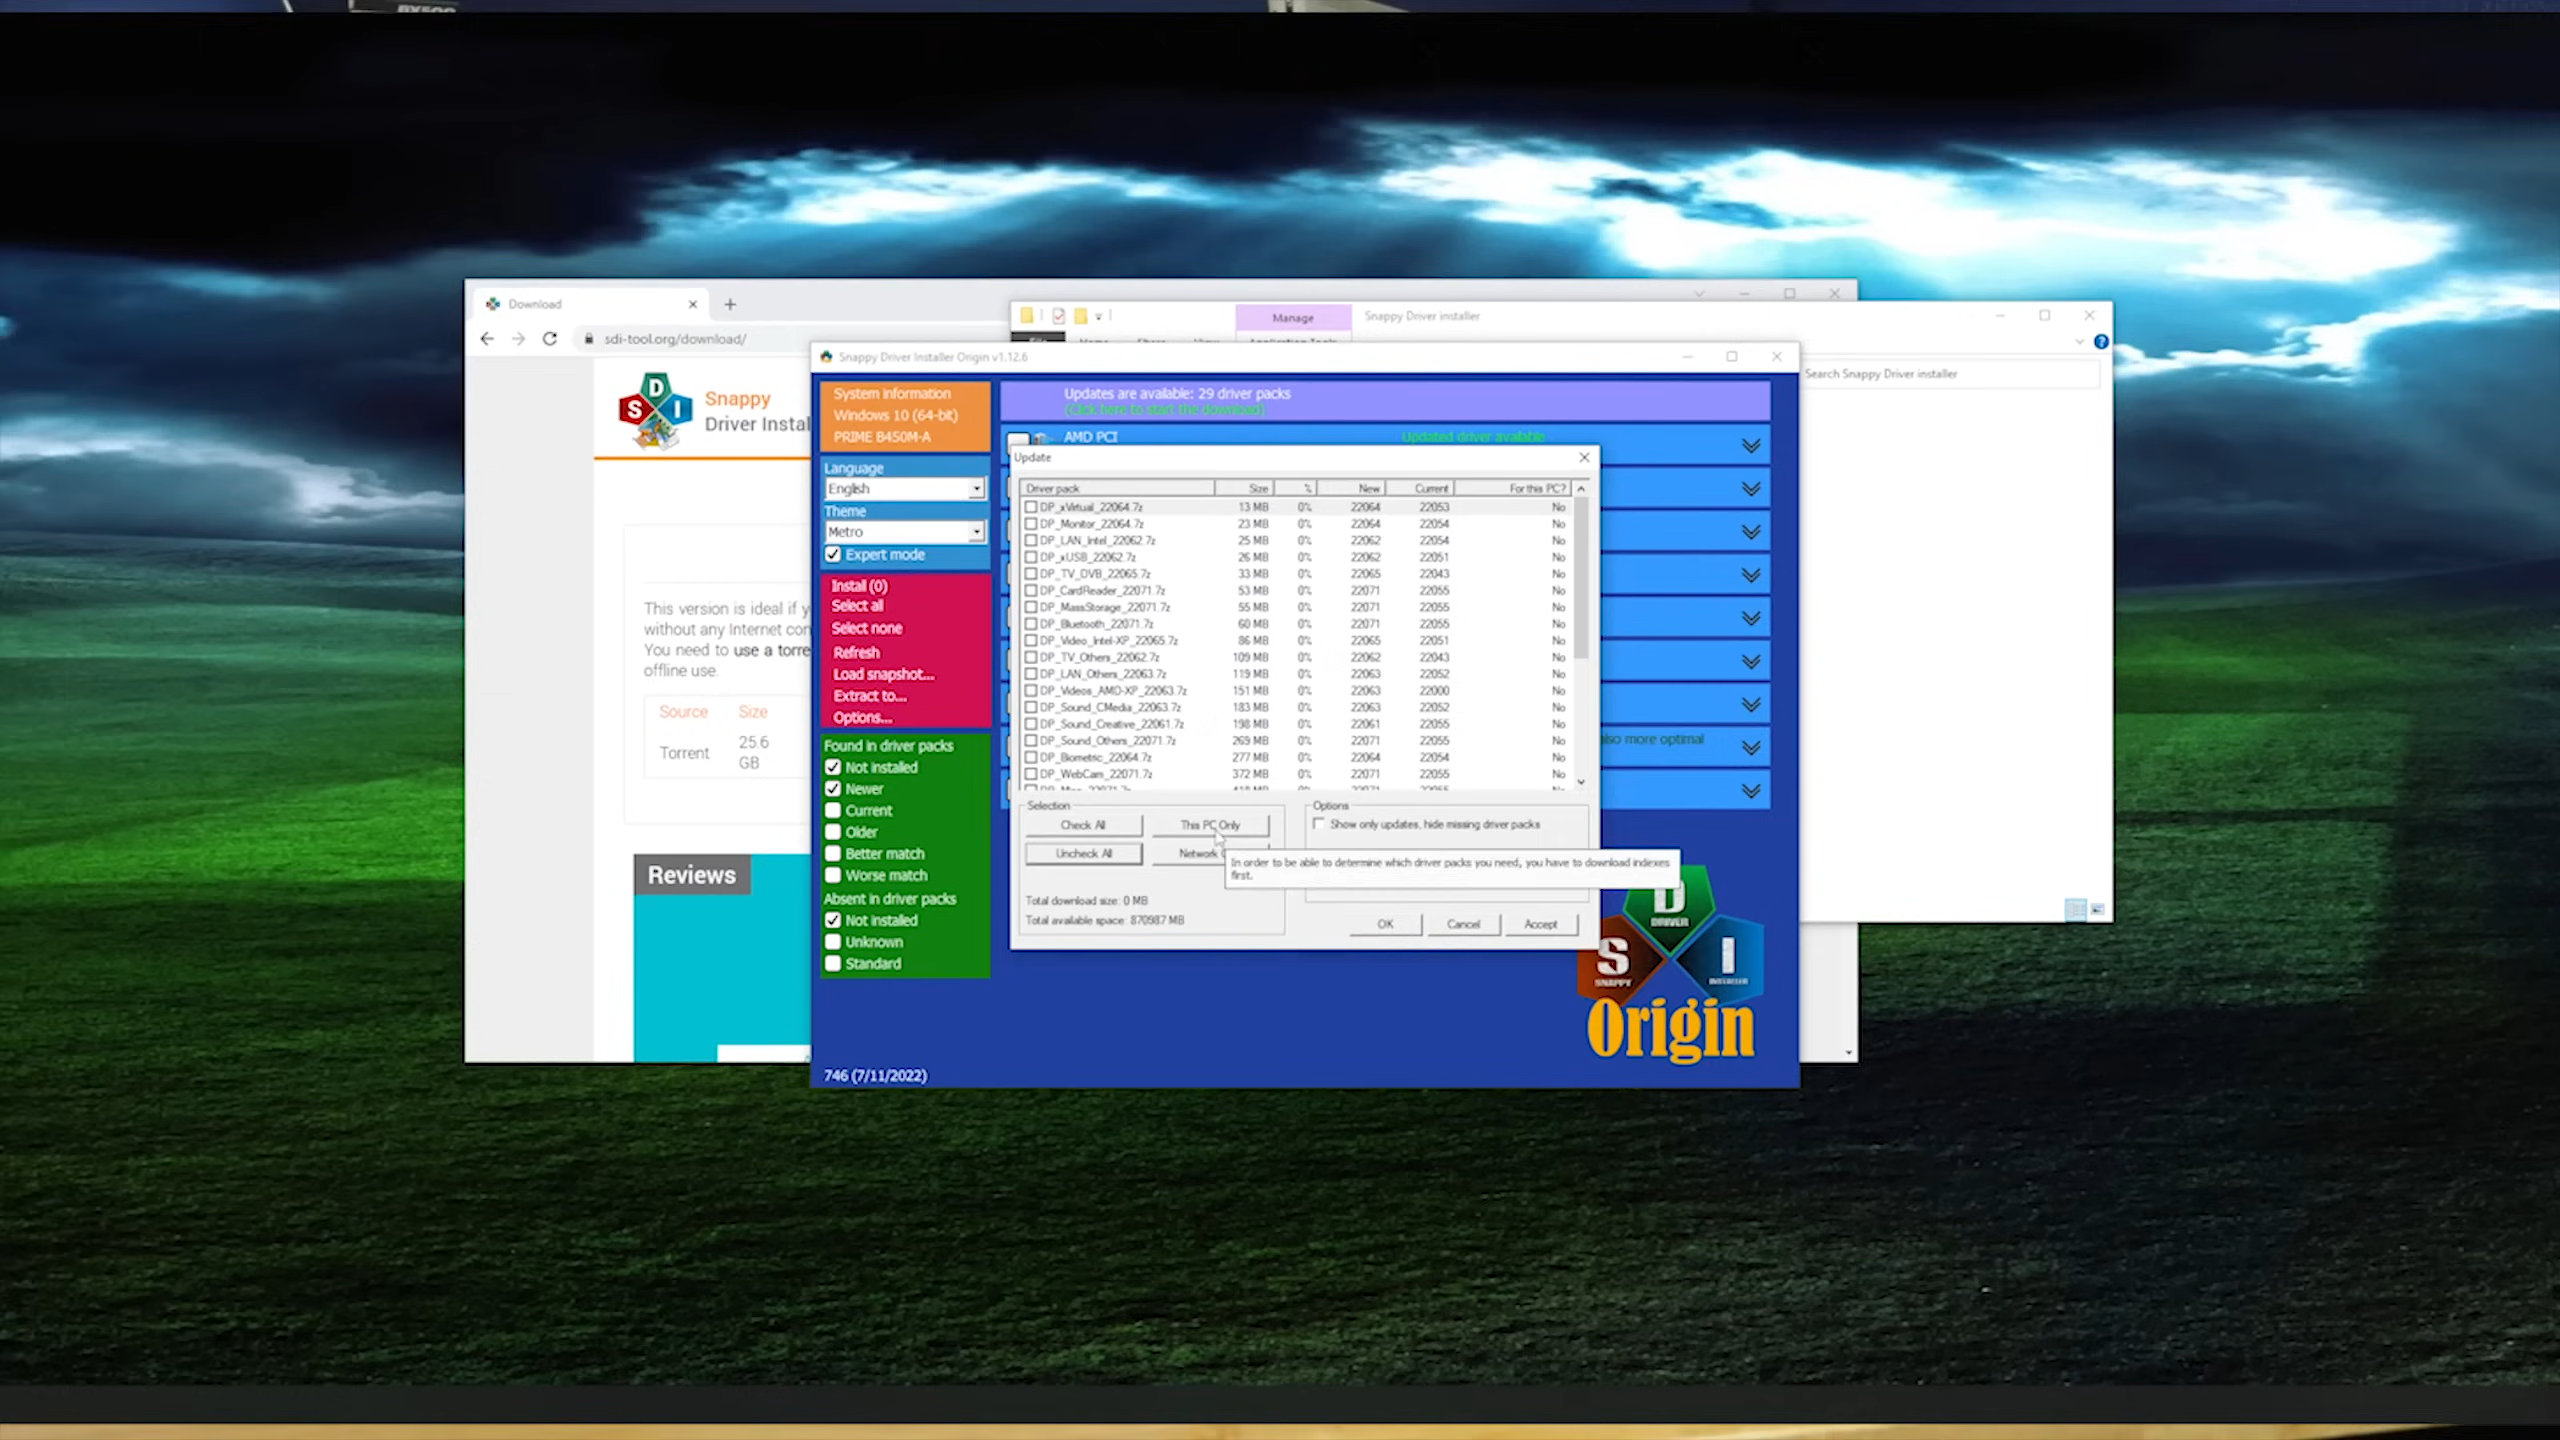 Download
sdi-tool.org/download/
Manage
Snappy Driver installer
Search Snappy Driver installer
S D I
Snappy
Driver Instal
This version is ideal if y
without any Internet con
You need to use a torre
offline use.
Source Size
Torrent 25.6 GB
Reviews
Snappy Driver Installer Origin v1.12.6
System information
Windows 10 (64-bit)
PRIME B450M-A
Language
English
Theme
Metro
Expert mode
Install (0)
Select all
Select none
Refresh
Load snapshot...
Extract to...
Options...
Found in driver packs
Not installed
Newer
Current
Older
Better match
Worse match
Absent in driver packs
Not installed
Unknown
Standard
746 (7/11/2022)
Updates are available: 29 driver packs
(Click here to start the download)
AMD PCI Updated driver available
also more optimal
Update
Driver pack Size % New Current For this PC?
DP_xVirtual_22064.7z 13 MB 0% 22064 22053 No
DP_Monitor_22064.7z 23 MB 0% 22064 22054 No
DP_LAN_Intel_22062.7z 25 MB 0% 22062 22054 No
DP_xUSB_22062.7z 26 MB 0% 22062 22051 No
DP_TV_DVB_22065.7z 33 MB 0% 22065 22043 No
DP_CardReader_22071.7z 53 MB 0% 22071 22055 No
DP_MassStorage_22071.7z 55 MB 0% 22071 22055 No
DP_Bluetooth_22071.7z 60 MB 0% 22071 22055 No
DP_Video_Intel-XP_22065.7z 86 MB 0% 22065 22051 No
DP_TV_Others_22062.7z 109 MB 0% 22062 22043 No
DP_LAN_Others_22063.7z 119 MB 0% 22063 22052 No
DP_Videos_AMD-XP_22063.7z 151 MB 0% 22063 22000 No
DP_Sound_CMedia_22063.7z 183 MB 0% 22063 22052 No
DP_Sound_Creative_22061.7z 198 MB 0% 22061 22055 No
DP_Sound_Others_22071.7z 269 MB 0% 22071 22055 No
DP_Biometric_22064.7z 277 MB 0% 22064 22054 No
DP_WebCam_22071.7z 372 MB 0% 22071 22055 No
Selection
Check All This PC Only
Uncheck All Network
Total download size: 0 MB
Total available space: 870987 MB
Options
Show only updates, hide missing driver packs
In order to be able to determine which driver packs you need, you have to download indexes
first.
OK Cancel Accept
D
DRIVER
S I
SNAPPY INSTALLER
Origin